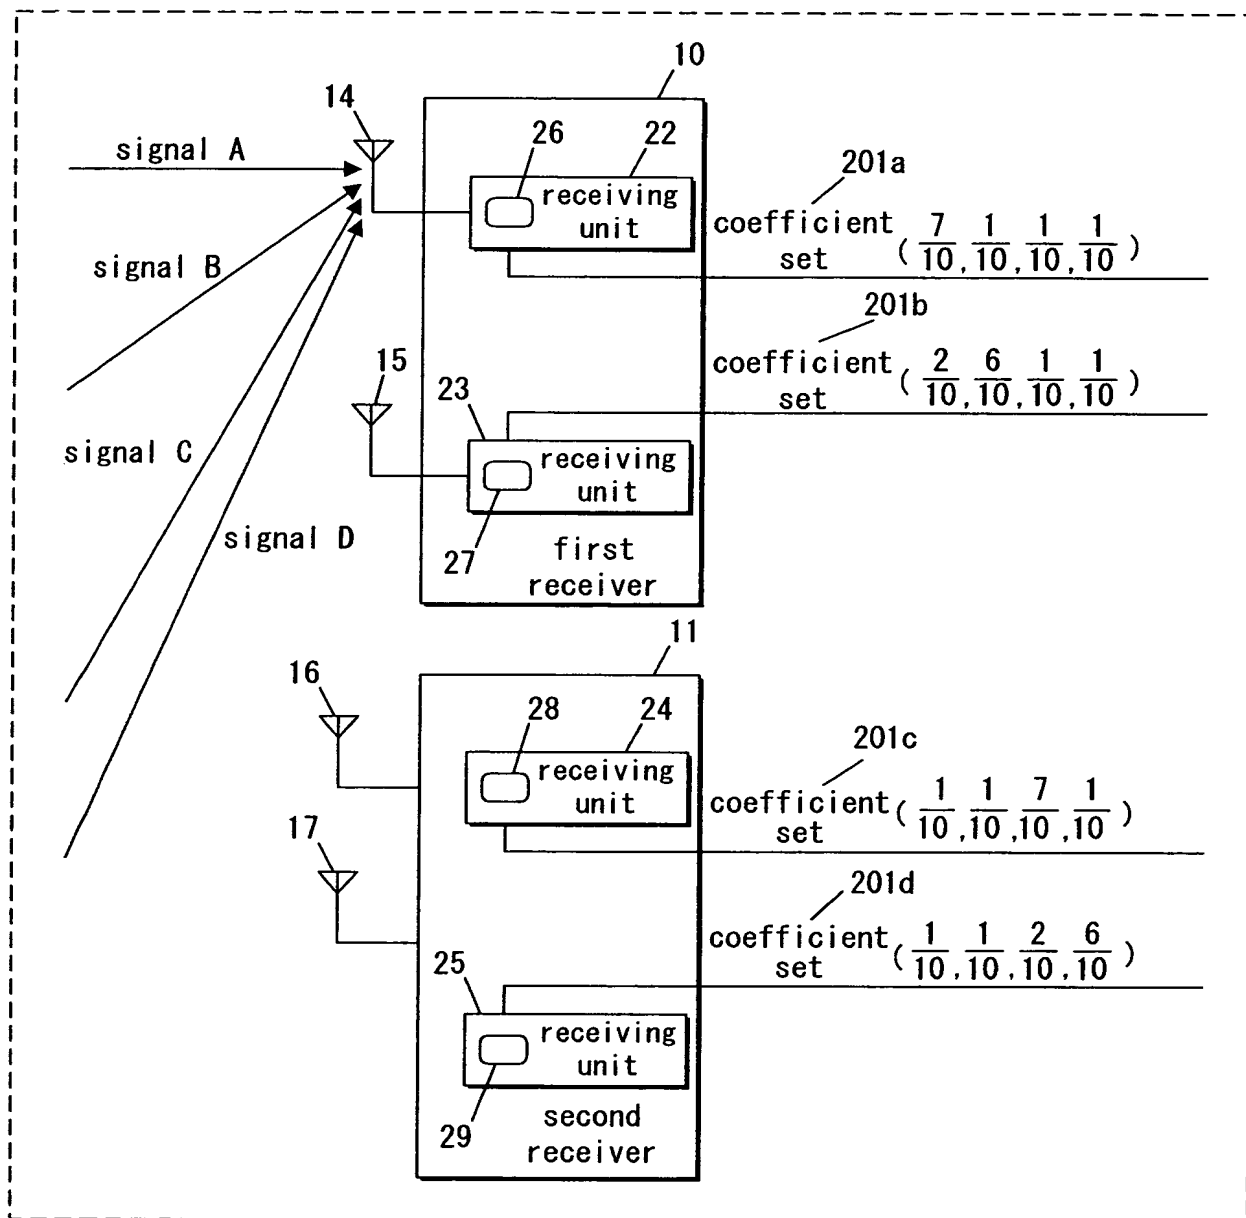 10
14
signal A
26
22
receiving
unit
201a
coefficient
set
( 7/10, 1/10, 1/10, 1/10 )
signal B
201b
coefficient
set
( 2/10, 6/10, 1/10, 1/10 )
15
23
receiving
unit
signal C
27
signal D
first
receiver
11
16
28
24
receiving
unit
201c
coefficient
set
( 1/10, 1/10, 7/10, 1/10 )
17
201d
coefficient
set
( 1/10, 1/10, 2/10, 6/10 )
25
receiving
unit
29
second
receiver